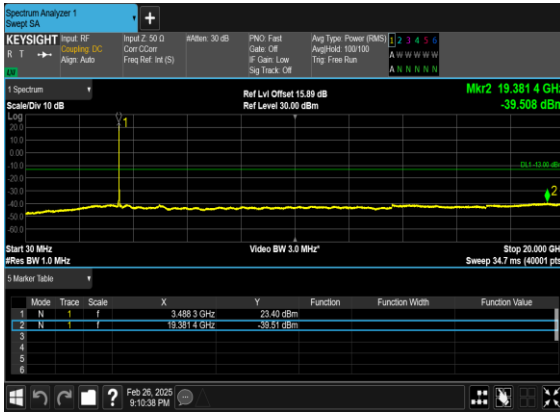 Spectrum Analyzer 1
Swept SA
+
KEYSIGHT Input: RF Input Z: 50 Ω #Atten: 30 dB PNO: Fast Avg Type: Power (RMS) 1 2 3 4 5 6
R T Coupling: DC Corr CCorr Gate: Off Avg|Hold: 100/100 A W W W W W
Align: Auto Freq Ref: Int (S) IF Gain: Low Trig: Free Run
LXI Sig Track: Off A N N N N N
1 Spectrum Ref Lvl Offset 15.89 dB Mkr2 19.381 4 GHz
Scale/Div 10 dB Ref Level 30.00 dBm -39.508 dBm
Log
20.0
10.0
0.00
-10.0
-20.0
-30.0
-40.0
-50.0
-60.0
1
DL1 -13.00 dBm
2
Start 30 MHz Video BW 3.0 MHz* Stop 20.000 GHz
#Res BW 1.0 MHz Sweep 34.7 ms (40001 pts)
5 Marker Table
Mode Trace Scale X Y Function Function Width Function Value
1 N 1 f 3.488 3 GHz 23.40 dBm
2 N 1 f 19.381 4 GHz -39.51 dBm
3
4
5
6
? Feb 26, 2025
9:10:38 PM